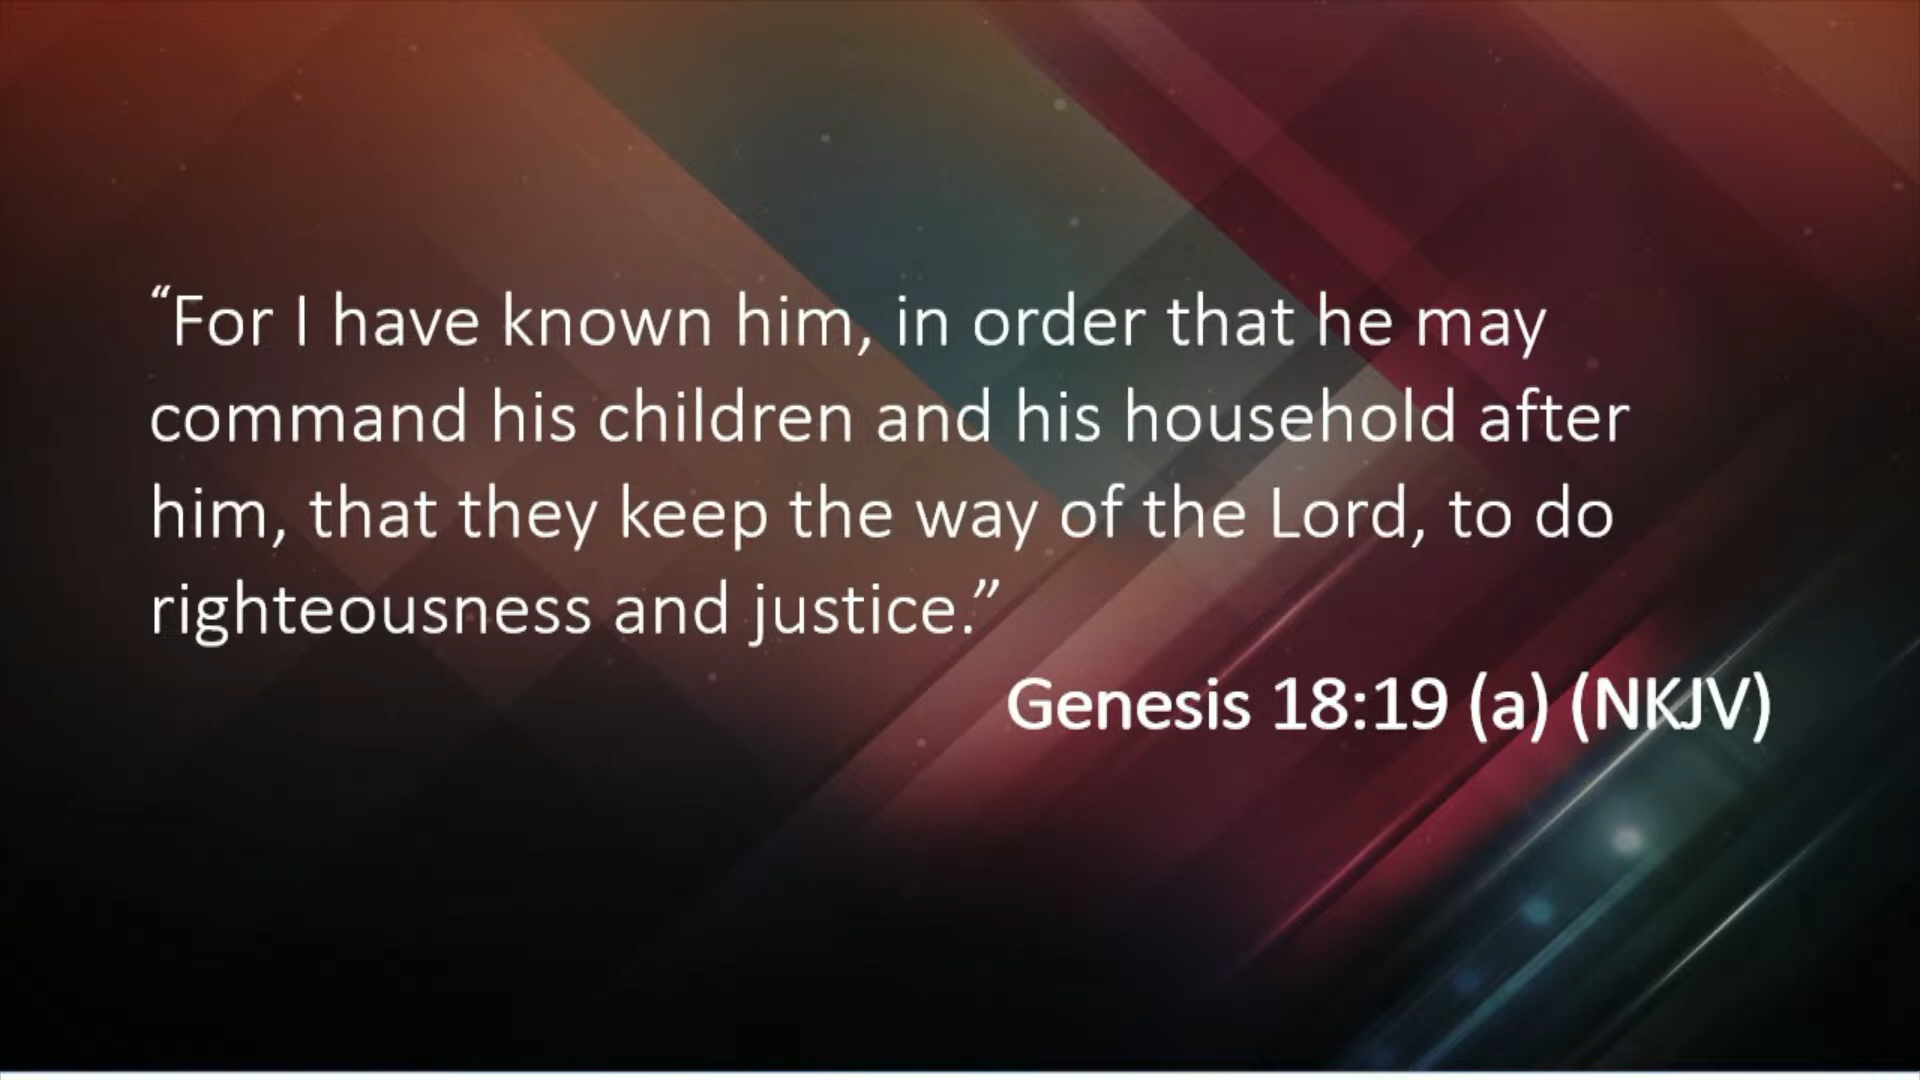 “For I have known him, in order that he may
command his children and his household after
him, that they keep the way of the Lord, to do
righteousness and justice.”
Genesis 18:19 (a) (NKJV)